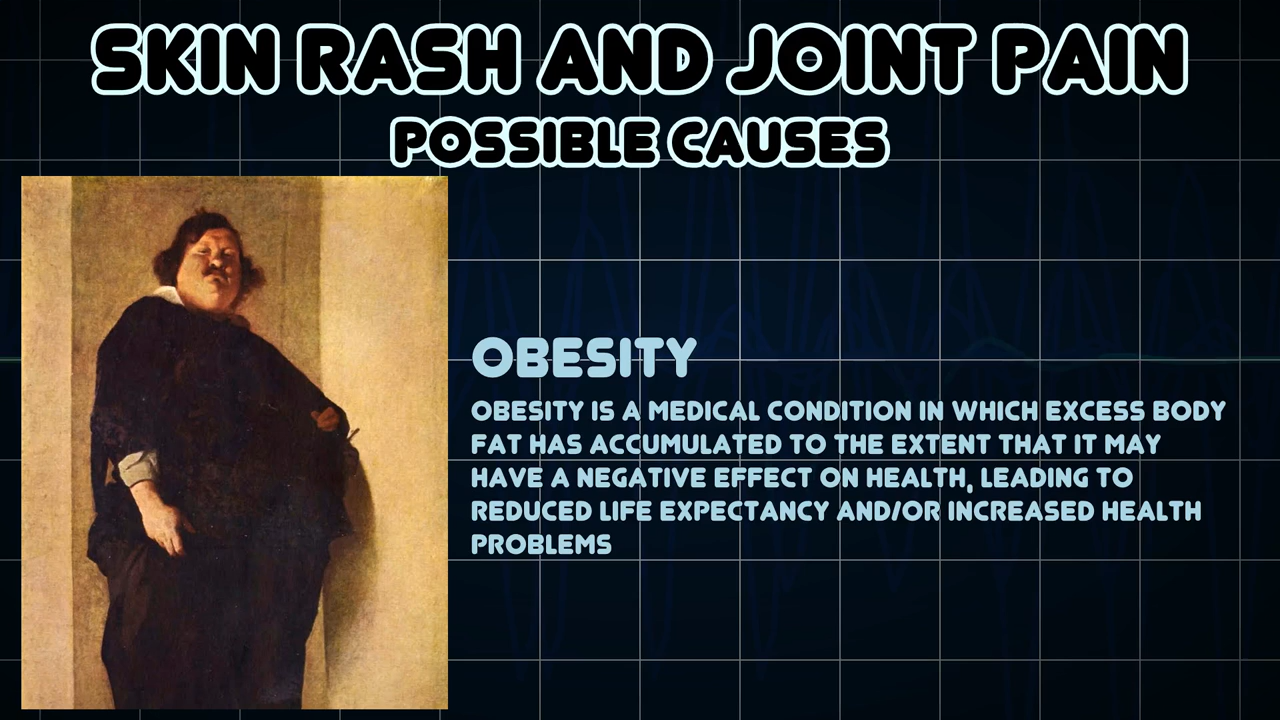 SKIN RASH AND JOINT PAIN
POSSIBLE CAUSES
OBESITY
OBESITY IS A MEDICAL CONDITION IN WHICH EXCESS BODY
FAT HAS ACCUMULATED TO THE EXTENT THAT IT MAY
HAVE A NEGATIVE EFFECT ON HEALTH, LEADING TO
REDUCED LIFE EXPECTANCY AND/OR INCREASED HEALTH
PROBLEMS